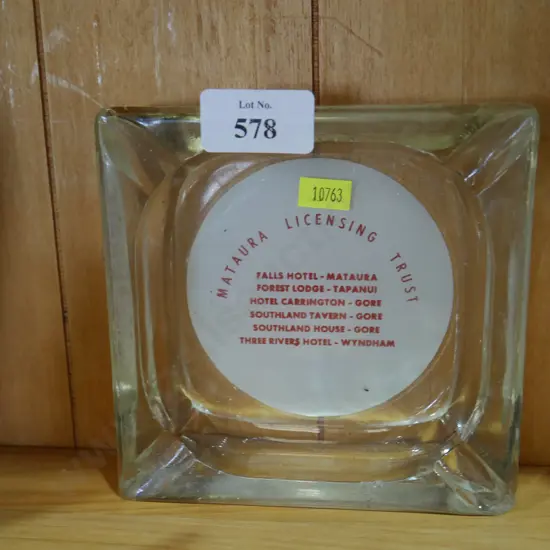 Lot No.
578
10763
MATAURA LICENSING TRUST
FALLS HOTEL - MATAURA
FOREST LODGE - TAPANUI
HOTEL CARRINGTON - GORE
SOUTHLAND TAVERN - GORE
SOUTHLAND HOUSE - GORE
THREE RIVERS HOTEL - WYNDHAM